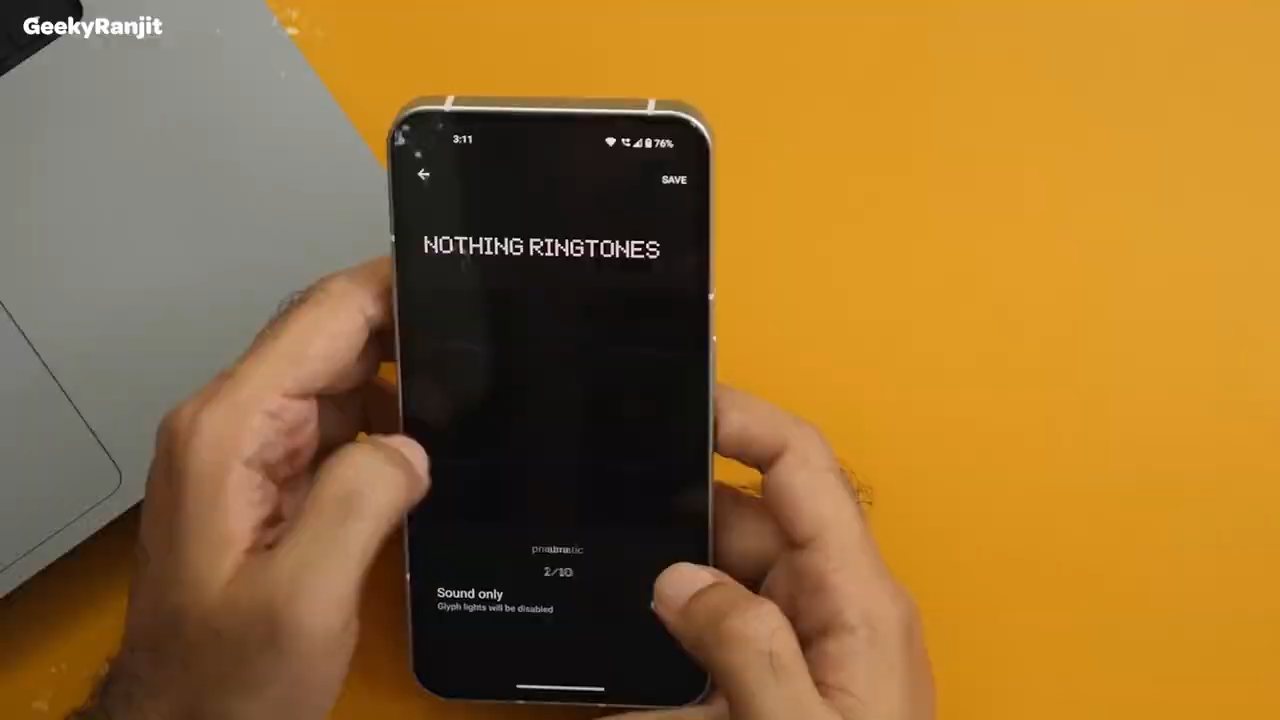 GeekyRanjit
3:11
76%
SAVE
NOTHING RINGTONES
2/10
Sound only
Glyph lights will be disabled